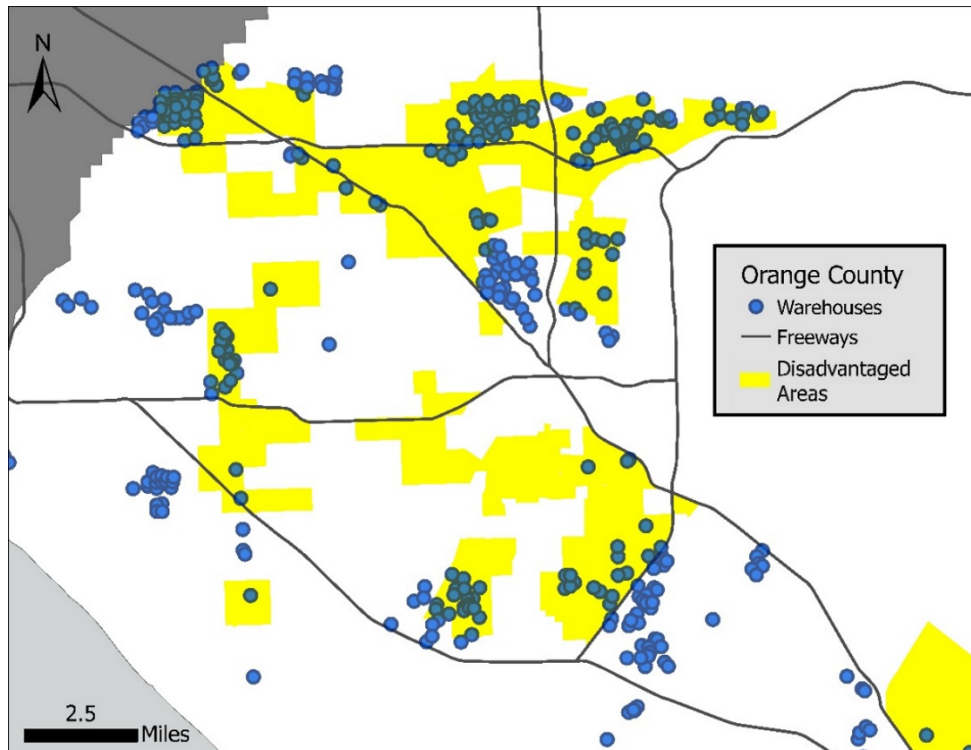 N
Orange County
Warehouses
Freeways
Disadvantaged
Areas
2.5
Miles